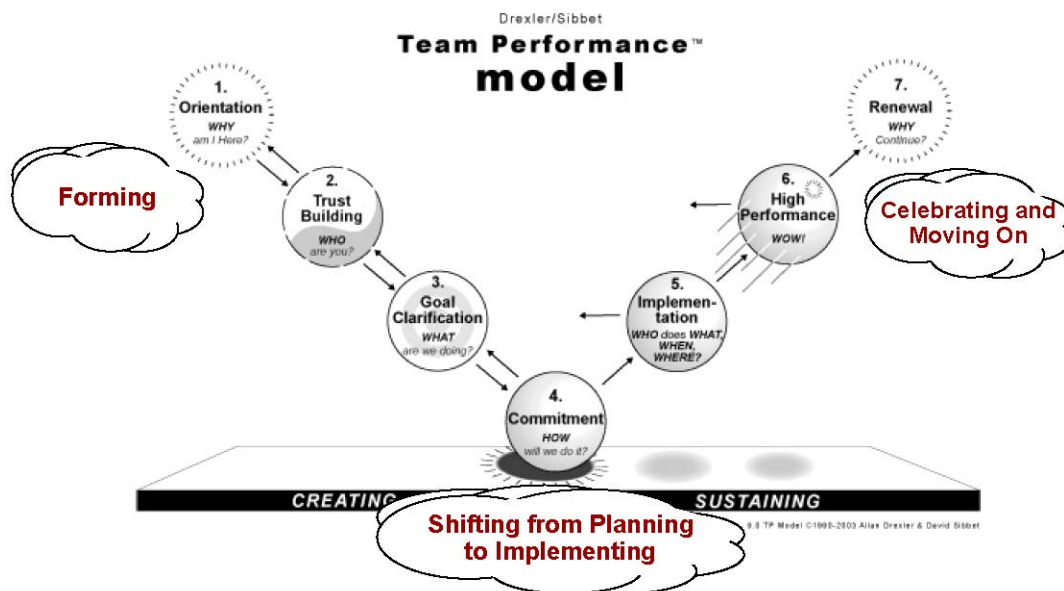 Drexler/Sibbet
Team Performance™
model
1.
Orientation
WHY
am I Here?
Forming
2.
Trust
Building
WHO
are you?
3.
Goal
Clarification
WHAT
are we doing?
4.
Commitment
HOW
will we do it?
5.
Implemen-
tation
WHO does WHAT,
WHEN,
WHERE?
6.
High
Performance
WOW!
7.
Renewal
WHY
Continue?
Celebrating and
Moving On
CREATING
SUSTAINING
Shifting from Planning
to Implementing
9.0 TP Model ©1990-2003 Allan Drexler & David Sibbet